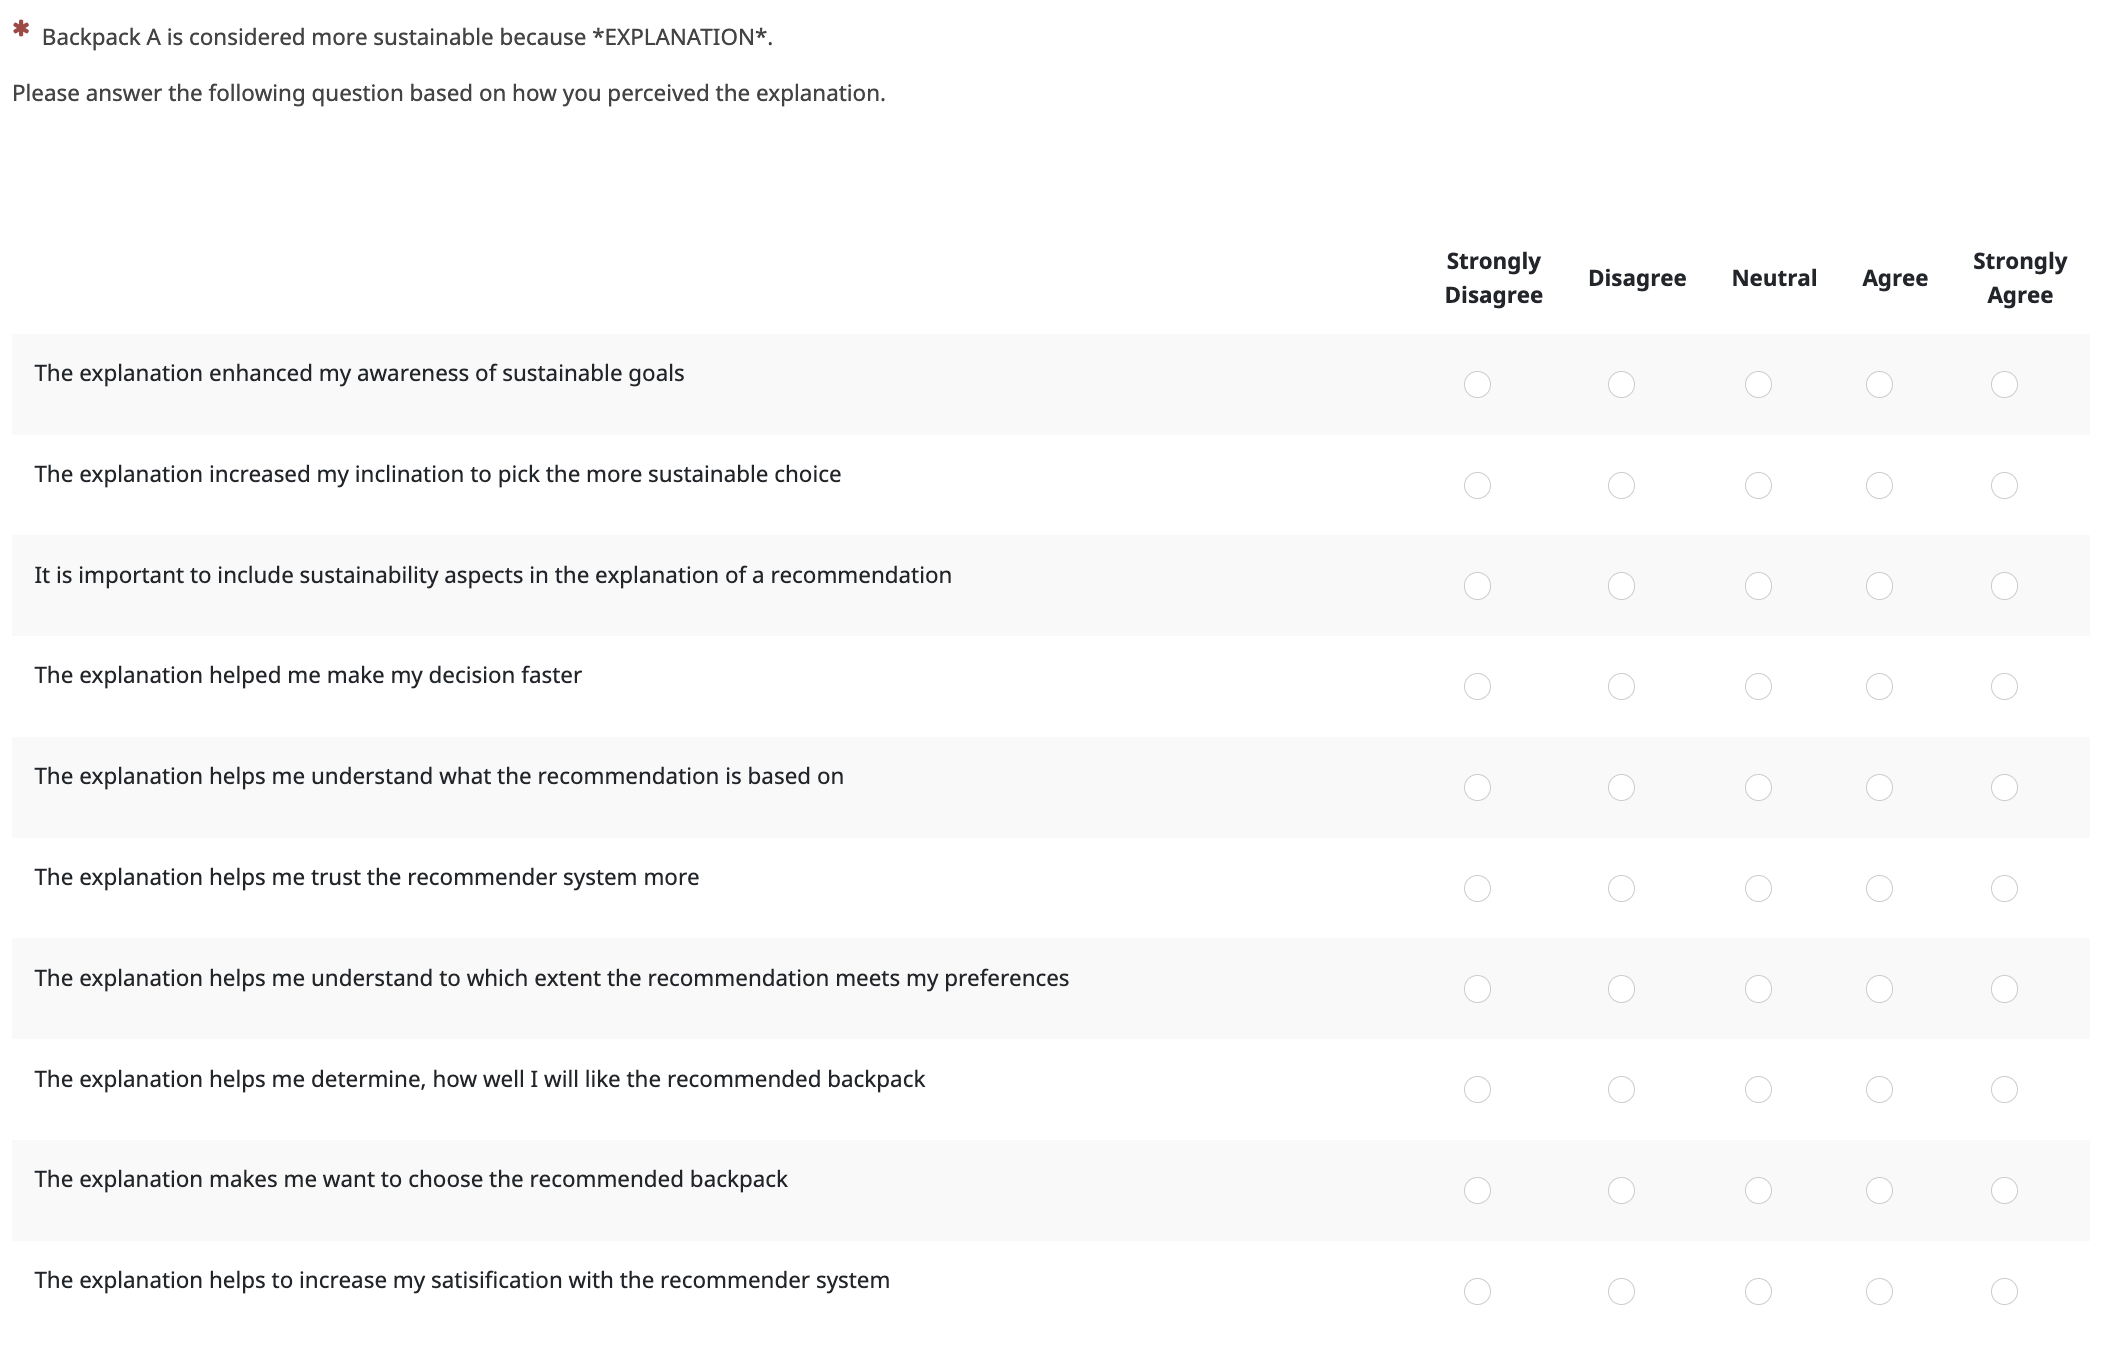 * Backpack A is considered more sustainable because *EXPLANATION*.
Please answer the following question based on how you perceived the explanation.
Strongly Disagree Disagree Neutral Agree Strongly Agree
The explanation enhanced my awareness of sustainable goals
The explanation increased my inclination to pick the more sustainable choice
It is important to include sustainability aspects in the explanation of a recommendation
The explanation helped me make my decision faster
The explanation helps me understand what the recommendation is based on
The explanation helps me trust the recommender system more
The explanation helps me understand to which extent the recommendation meets my preferences
The explanation helps me determine, how well I will like the recommended backpack
The explanation makes me want to choose the recommended backpack
The explanation helps to increase my satisification with the recommender system